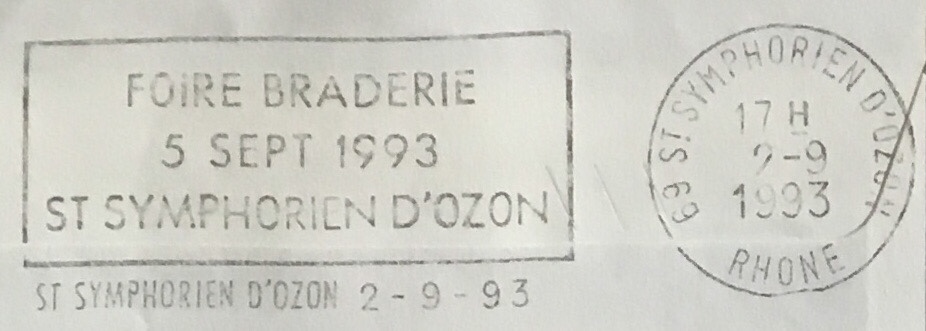 FOIRE BRADERIE
5 SEPT 1993
ST SYMPHORIEN D'OZON
ST SYMPHORIEN D'OZON 2-9-93
69 ST SYMPHORIEN D'OZON
17 H
2-9
1993
RHONE